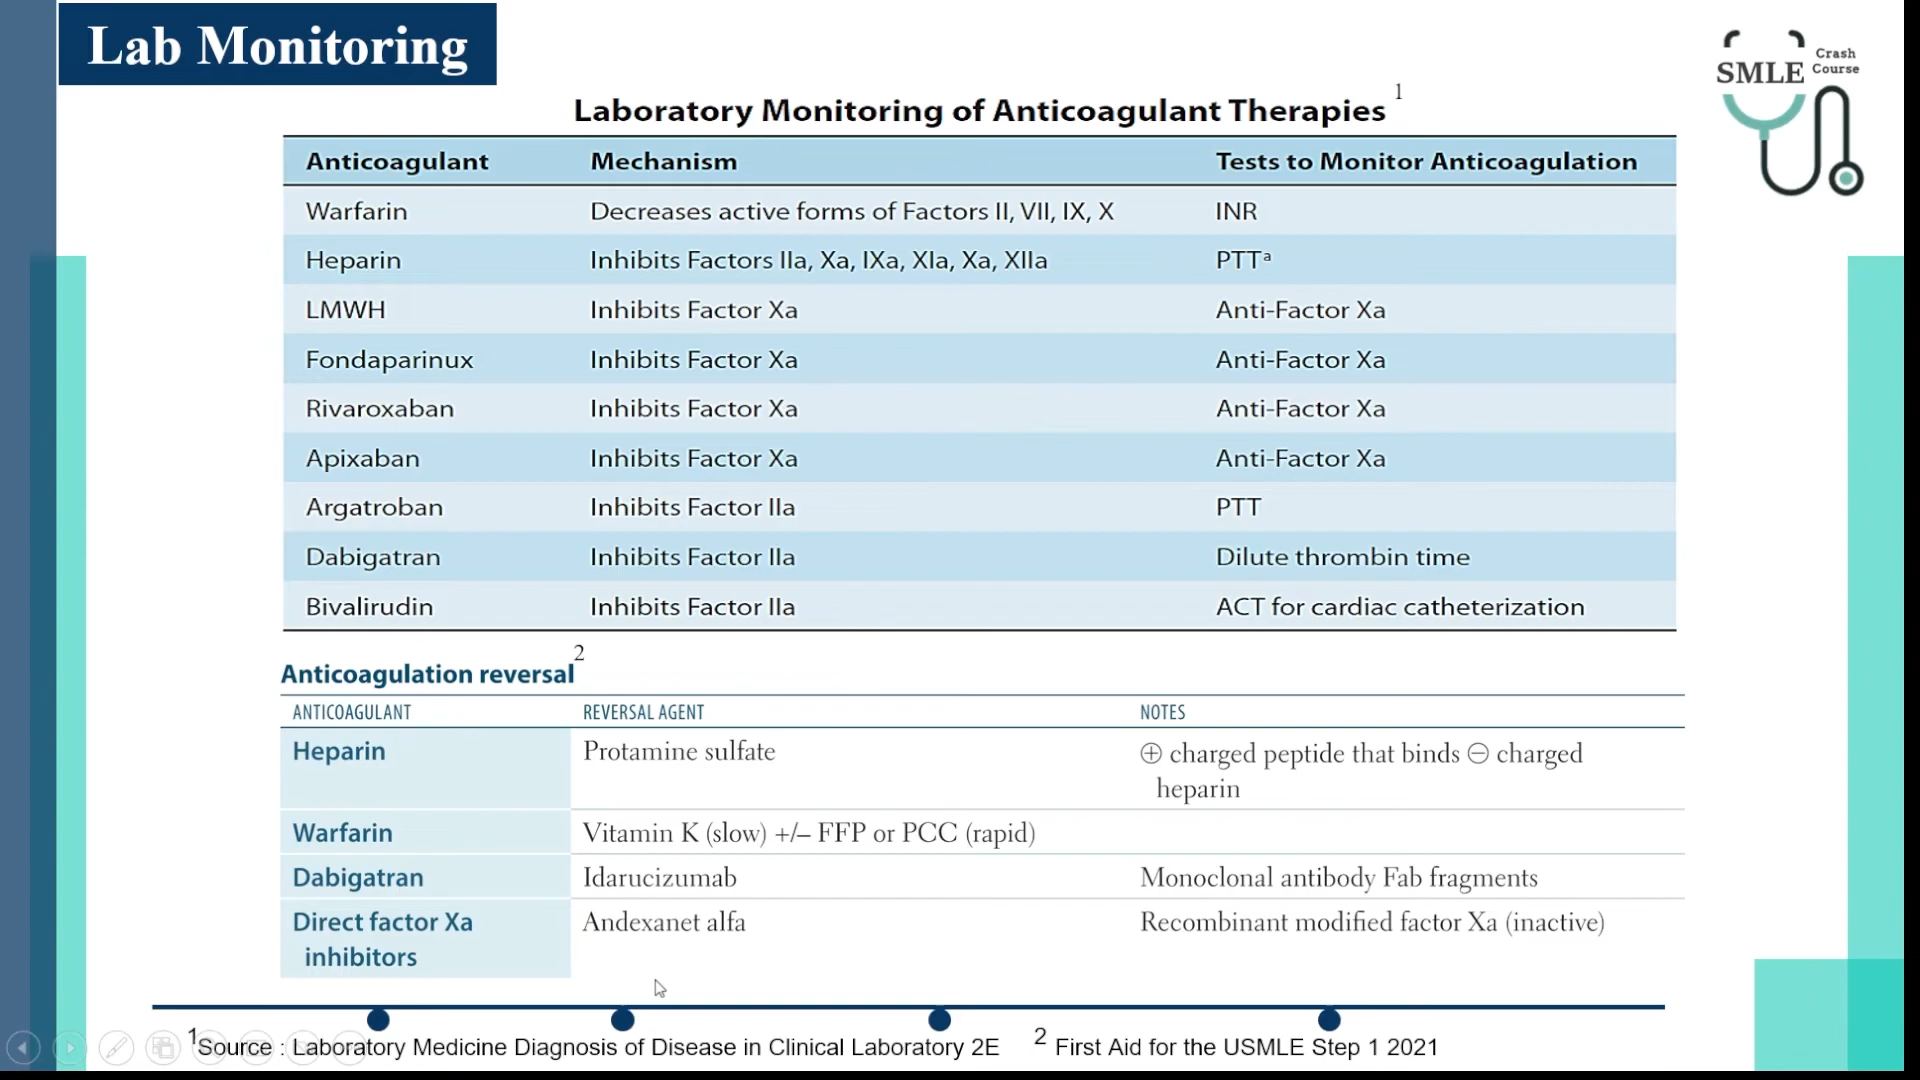 Lab Monitoring
SMLE Crash Course
Laboratory Monitoring of Anticoagulant Therapies 1
Anticoagulant Mechanism Tests to Monitor Anticoagulation
Warfarin Decreases active forms of Factors II, VII, IX, X INR
Heparin Inhibits Factors IIa, Xa, IXa, XIa, Xa, XIIa PTTᵃ
LMWH Inhibits Factor Xa Anti-Factor Xa
Fondaparinux Inhibits Factor Xa Anti-Factor Xa
Rivaroxaban Inhibits Factor Xa Anti-Factor Xa
Apixaban Inhibits Factor Xa Anti-Factor Xa
Argatroban Inhibits Factor IIa PTT
Dabigatran Inhibits Factor IIa Dilute thrombin time
Bivalirudin Inhibits Factor IIa ACT for cardiac catheterization
Anticoagulation reversal 2
ANTICOAGULANT REVERSAL AGENT NOTES
Heparin Protamine sulfate ⊕ charged peptide that binds ⊖ charged
heparin
Warfarin Vitamin K (slow) +/– FFP or PCC (rapid)
Dabigatran Idarucizumab Monoclonal antibody Fab fragments
Direct factor Xa Andexanet alfa Recombinant modified factor Xa (inactive)
inhibitors
1 Source : Laboratory Medicine Diagnosis of Disease in Clinical Laboratory 2E 2 First Aid for the USMLE Step 1 2021